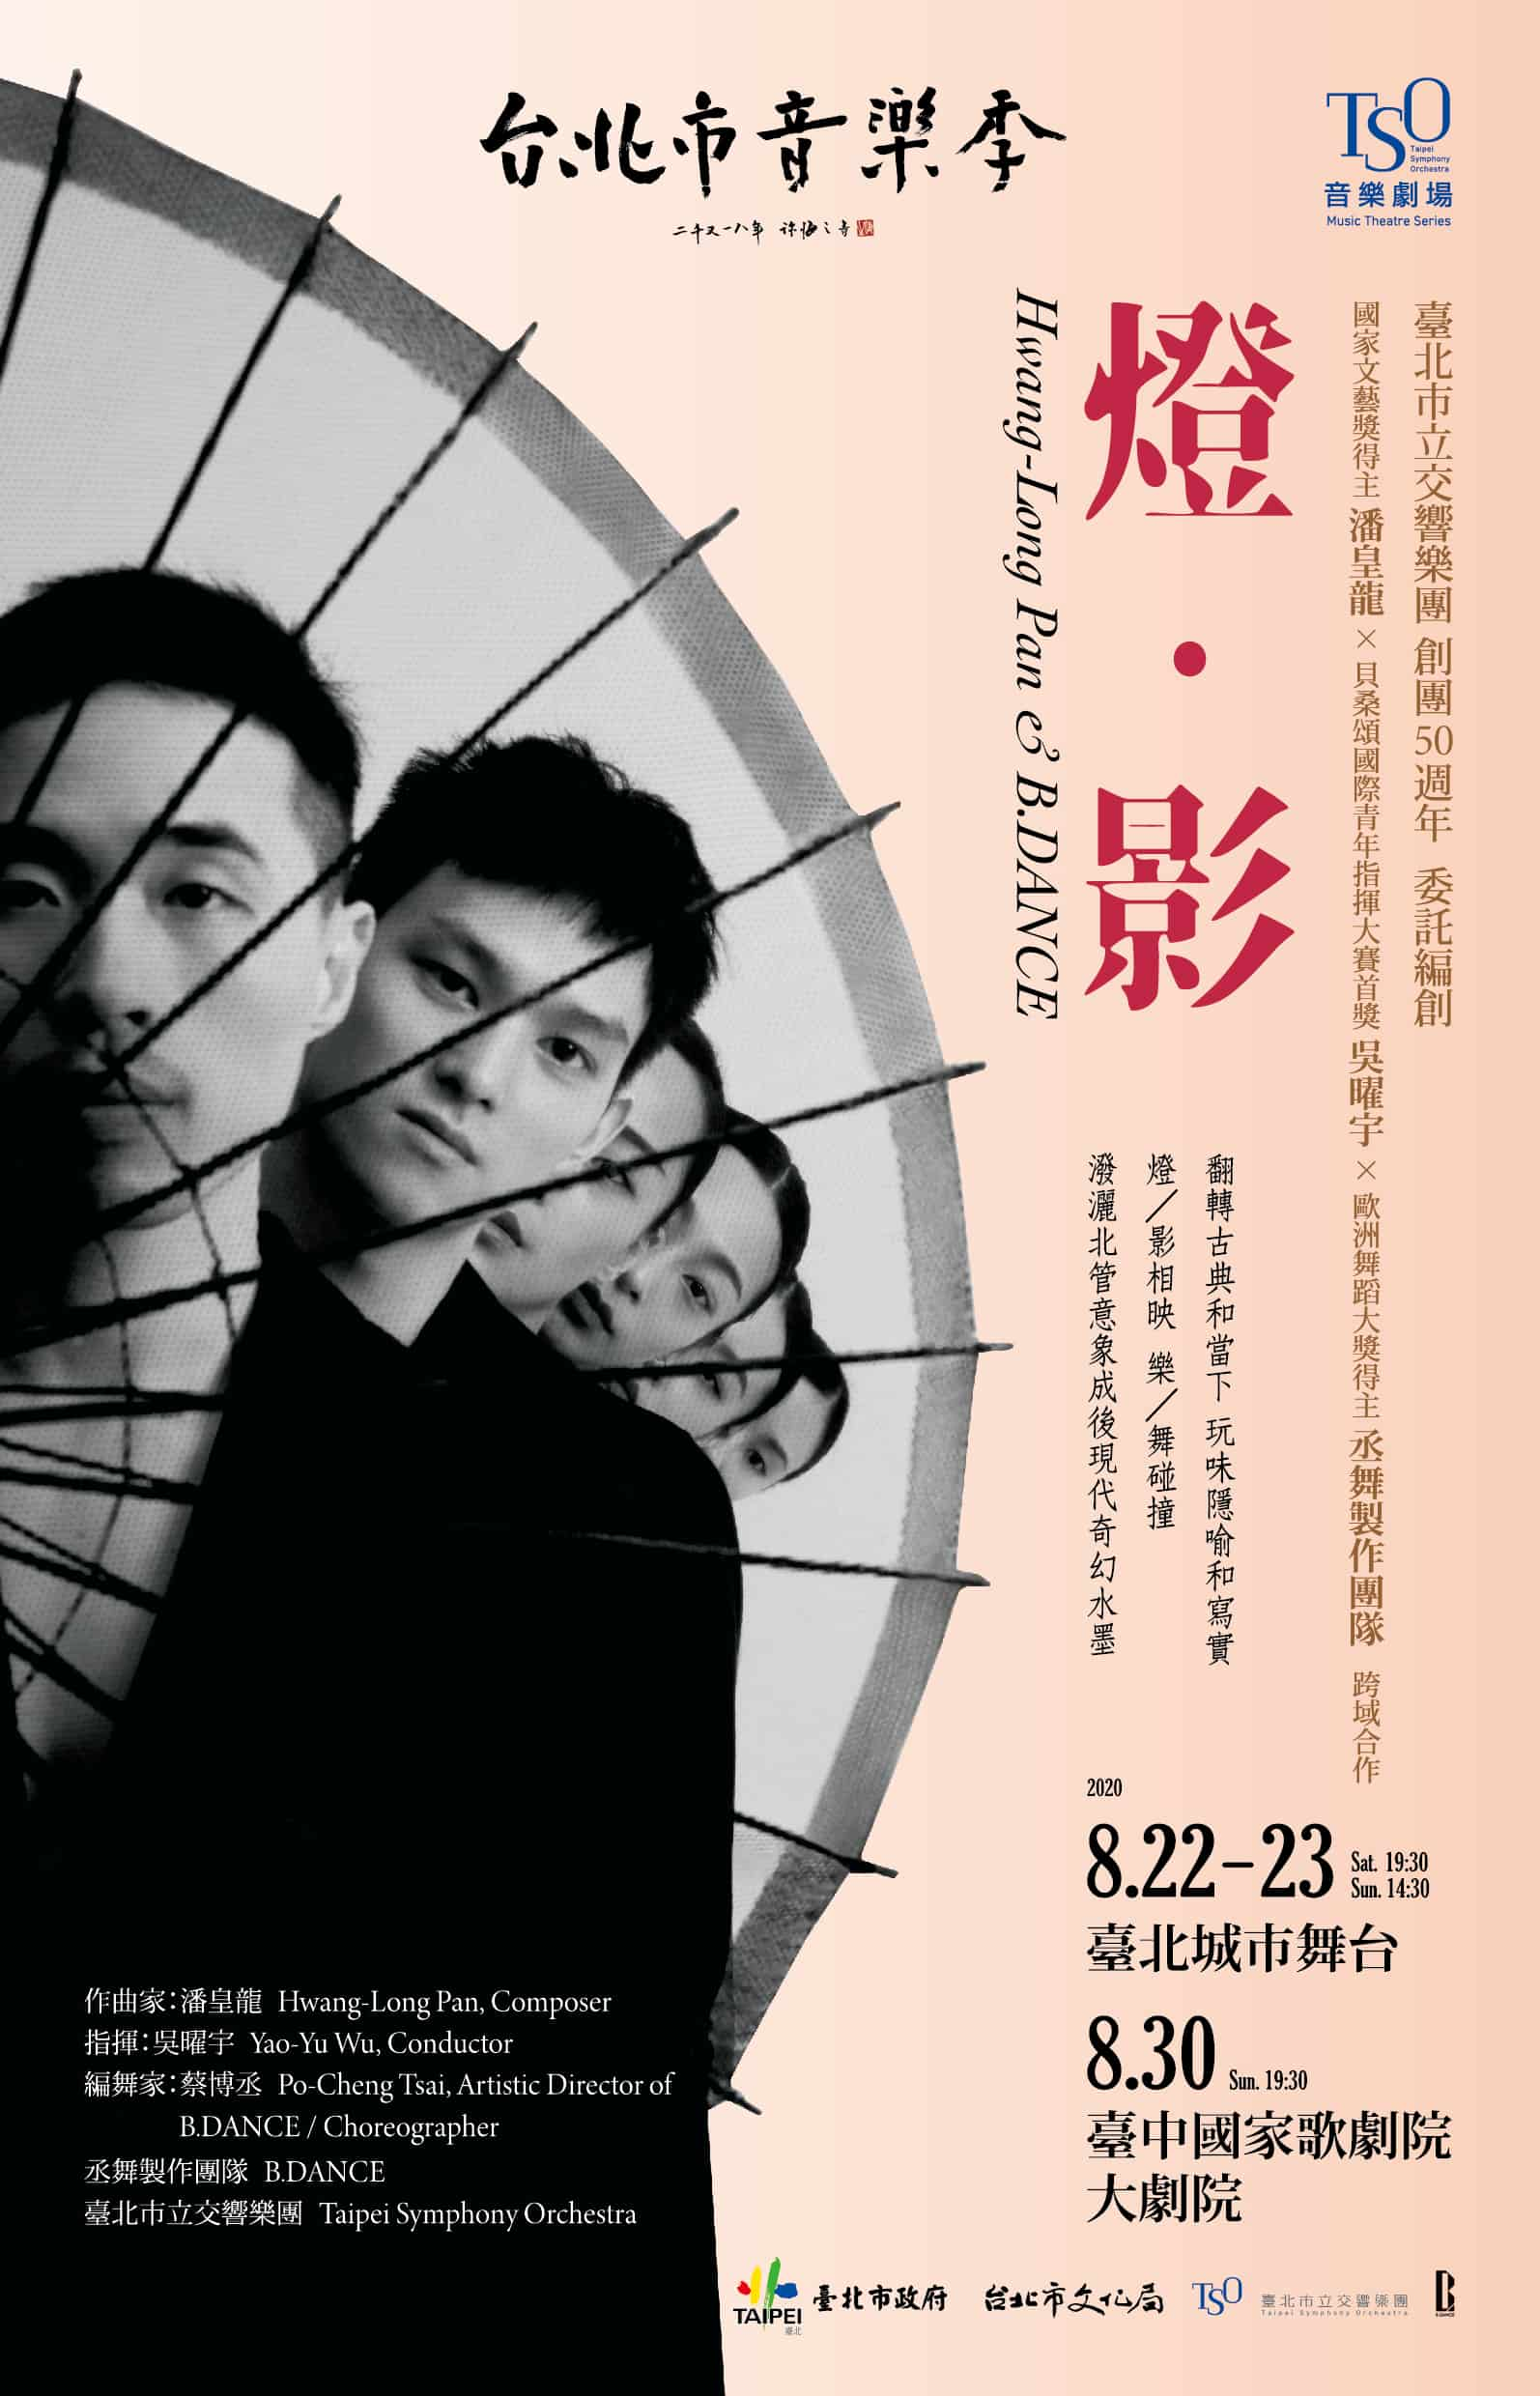 台北市音樂季
二千又一八年
TSO
Taipei
Symphony
Orchestra
音樂劇場
Music Theatre Series
臺北市立交響樂團 創團50週年 委託編創
國家文藝獎得主 潘皇龍 × 貝桑頌國際青年指揮大賽首獎 吳曜宇 × 歐洲舞蹈大獎得主 丞舞製作團隊 跨域合作
燈・影
Hwang-Long Pan & B.DANCE
翻轉古典和當下 玩味隱喻和寫實
燈／影相映 樂／舞碰撞
潑灑北管意象成後現代奇幻水墨
2020
8.22–23 Sat. 19:30
Sun. 14:30
臺北城市舞台
8.30 Sun. 19:30
臺中國家歌劇院
大劇院
作曲家：潘皇龍 Hwang-Long Pan, Composer
指揮：吳曜宇 Yao-Yu Wu, Conductor
編舞家：蔡博丞 Po-Cheng Tsai, Artistic Director of
B.DANCE / Choreographer
丞舞製作團隊 B.DANCE
臺北市立交響樂團 Taipei Symphony Orchestra
TAIPEI
臺北
臺北市政府
台北市文化局
TSO
臺北市立交響樂團
Taipei Symphony Orchestra
B.DANCE